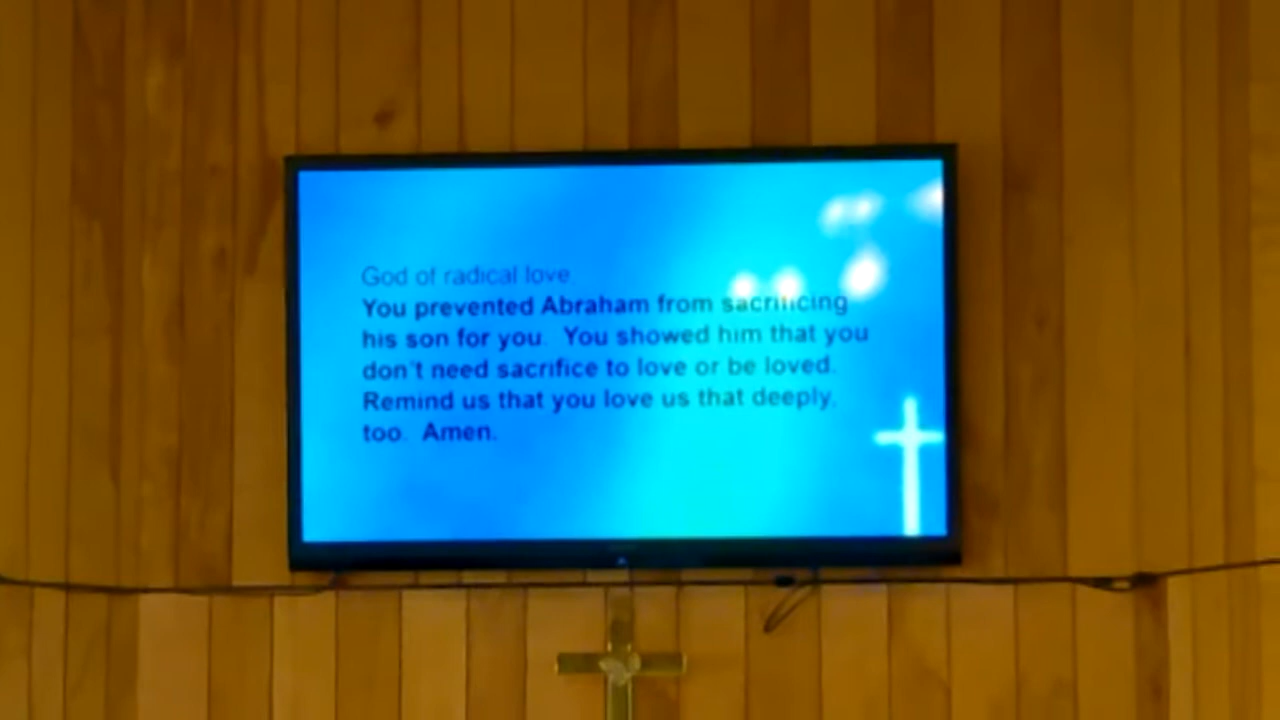 God of radical love
You prevented Abraham from sacrificing
his son for you. You showed him that you
don't need sacrifice to love or be loved.
Remind us that you love us that deeply,
too. Amen.